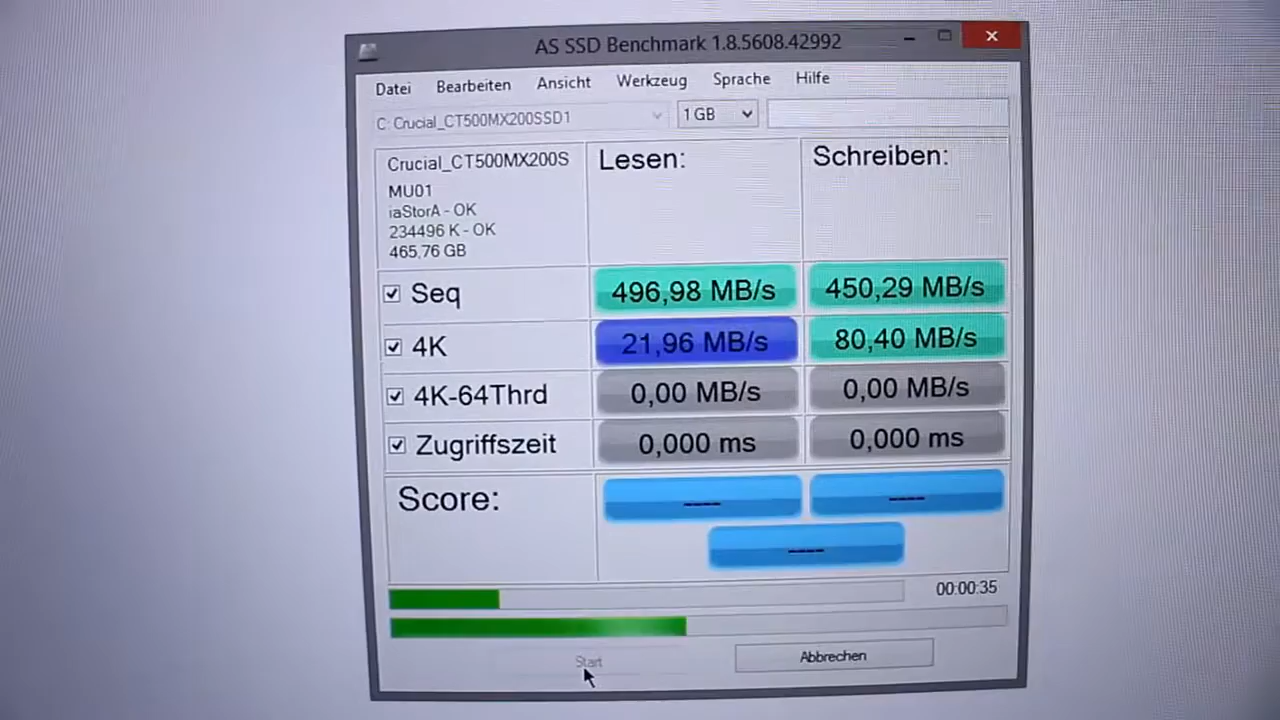 AS SSD Benchmark 1.8.5608.42992
Datei Bearbeiten Ansicht Werkzeug Sprache Hilfe
C: Crucial_CT500MX200SSD1 1 GB
Crucial_CT500MX200S Lesen: Schreiben:
MU01
iaStorA - OK
234496 K - OK
465,76 GB
Seq 496,98 MB/s 450,29 MB/s
4K 21,96 MB/s 80,40 MB/s
4K-64Thrd 0,00 MB/s 0,00 MB/s
Zugriffszeit 0,000 ms 0,000 ms
Score: ---- ----
----
00:00:35
Start Abbrechen